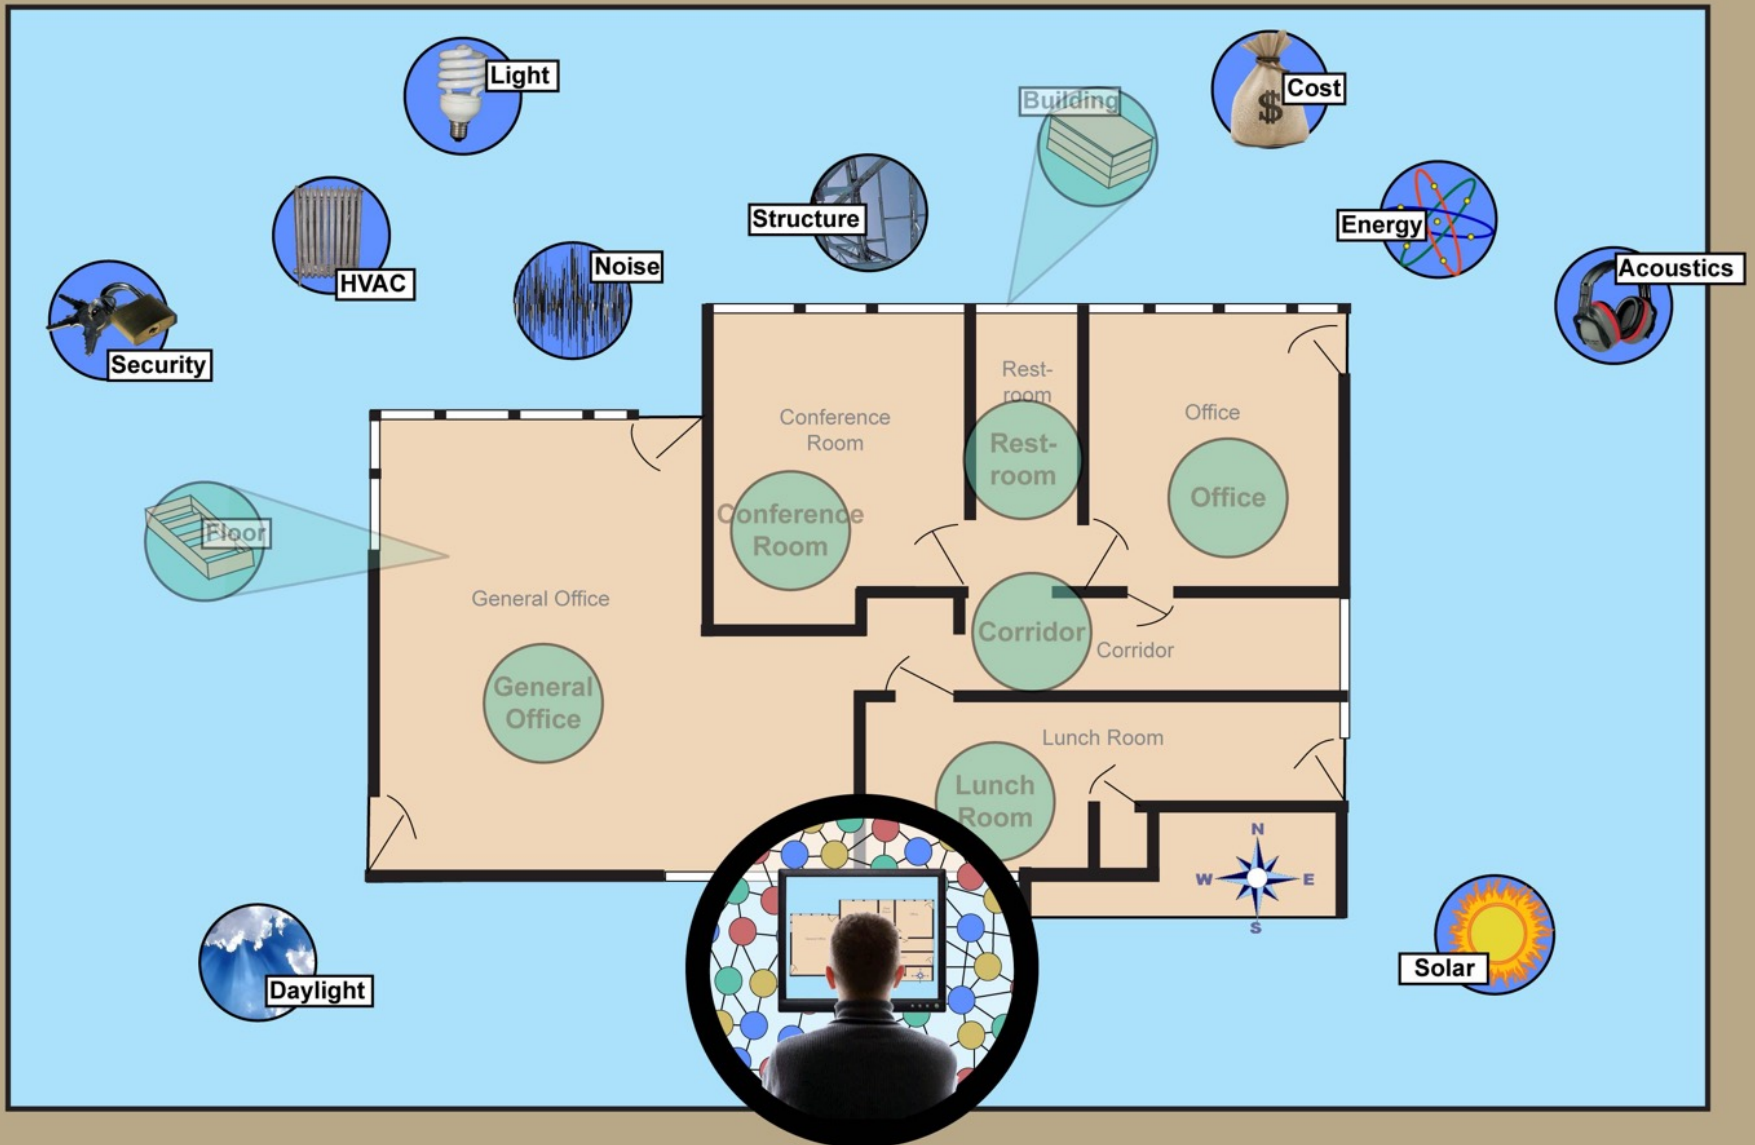 Light
Cost
Building
Structure
Energy
HVAC
Noise
Acoustics
Security
Floor
Conference
Room
Rest-
room
Office
Conference
Room
Rest-
room
Office
General Office
General
Office
Corridor
Corridor
Lunch Room
Lunch
Room
N
W
E
S
$
Daylight
Solar